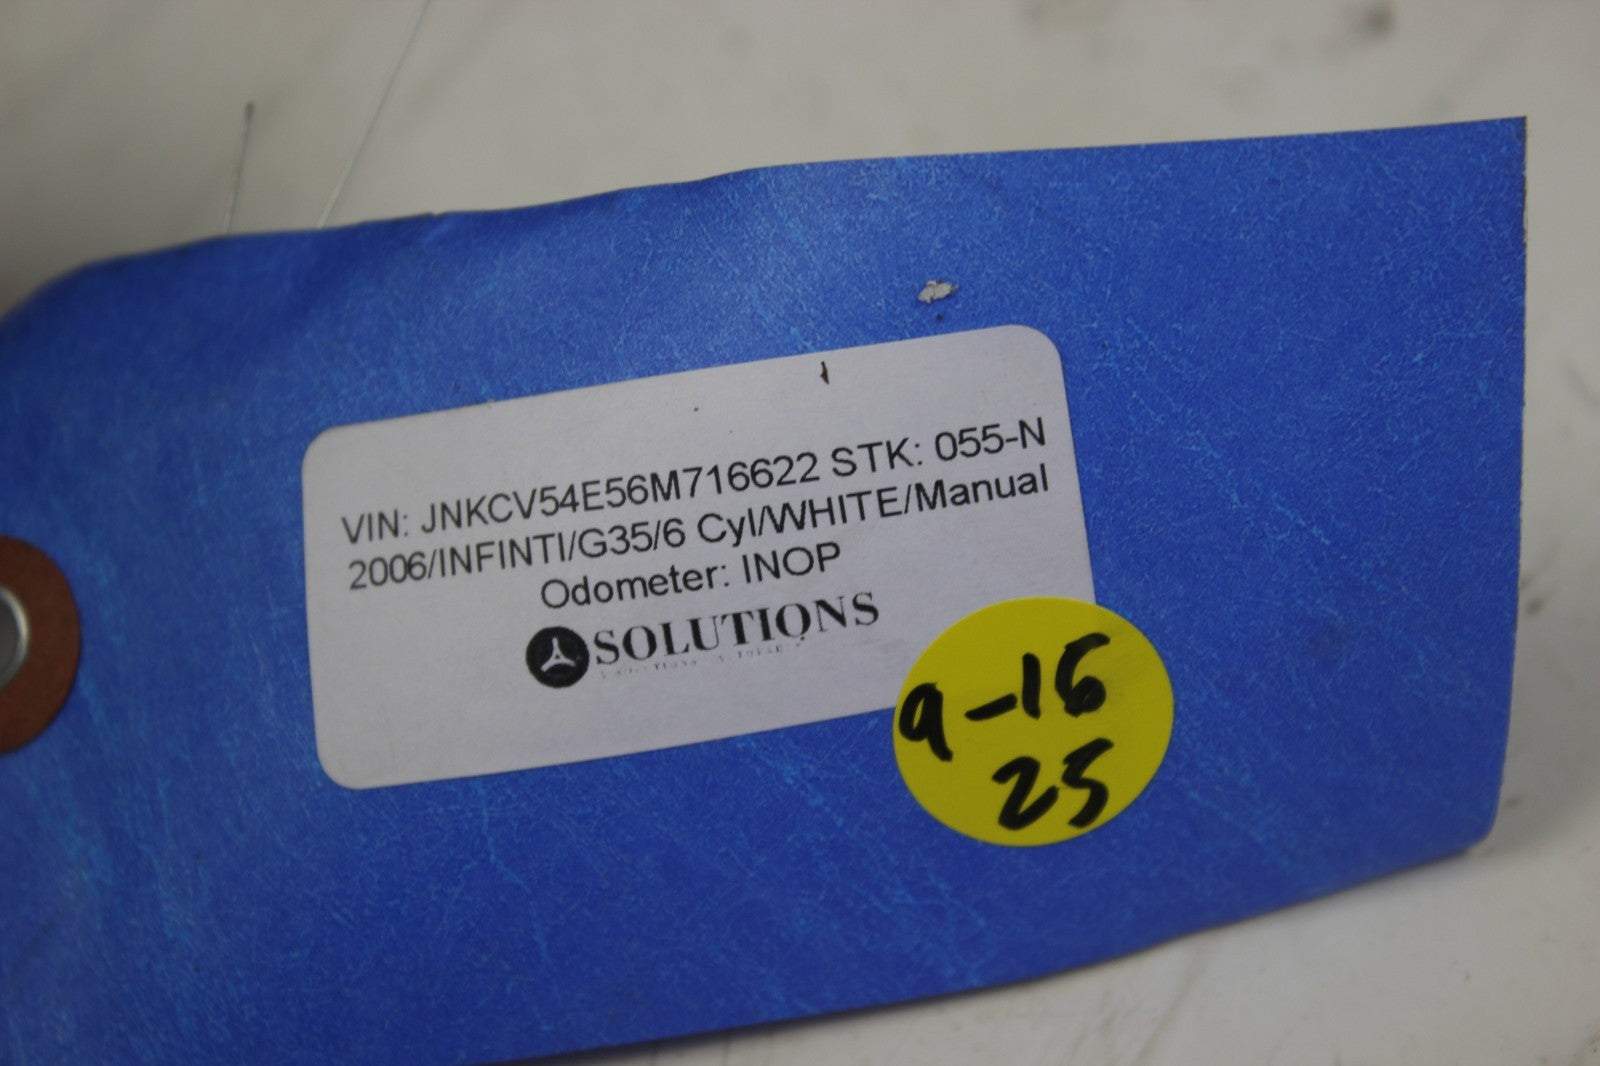 VIN: JNKCV54E56M716622 STK: 055-N
2006/INFINTI/G35/6 Cyl/WHITE/Manual
Odometer: INOP
SOLUTIONS
9-16
25